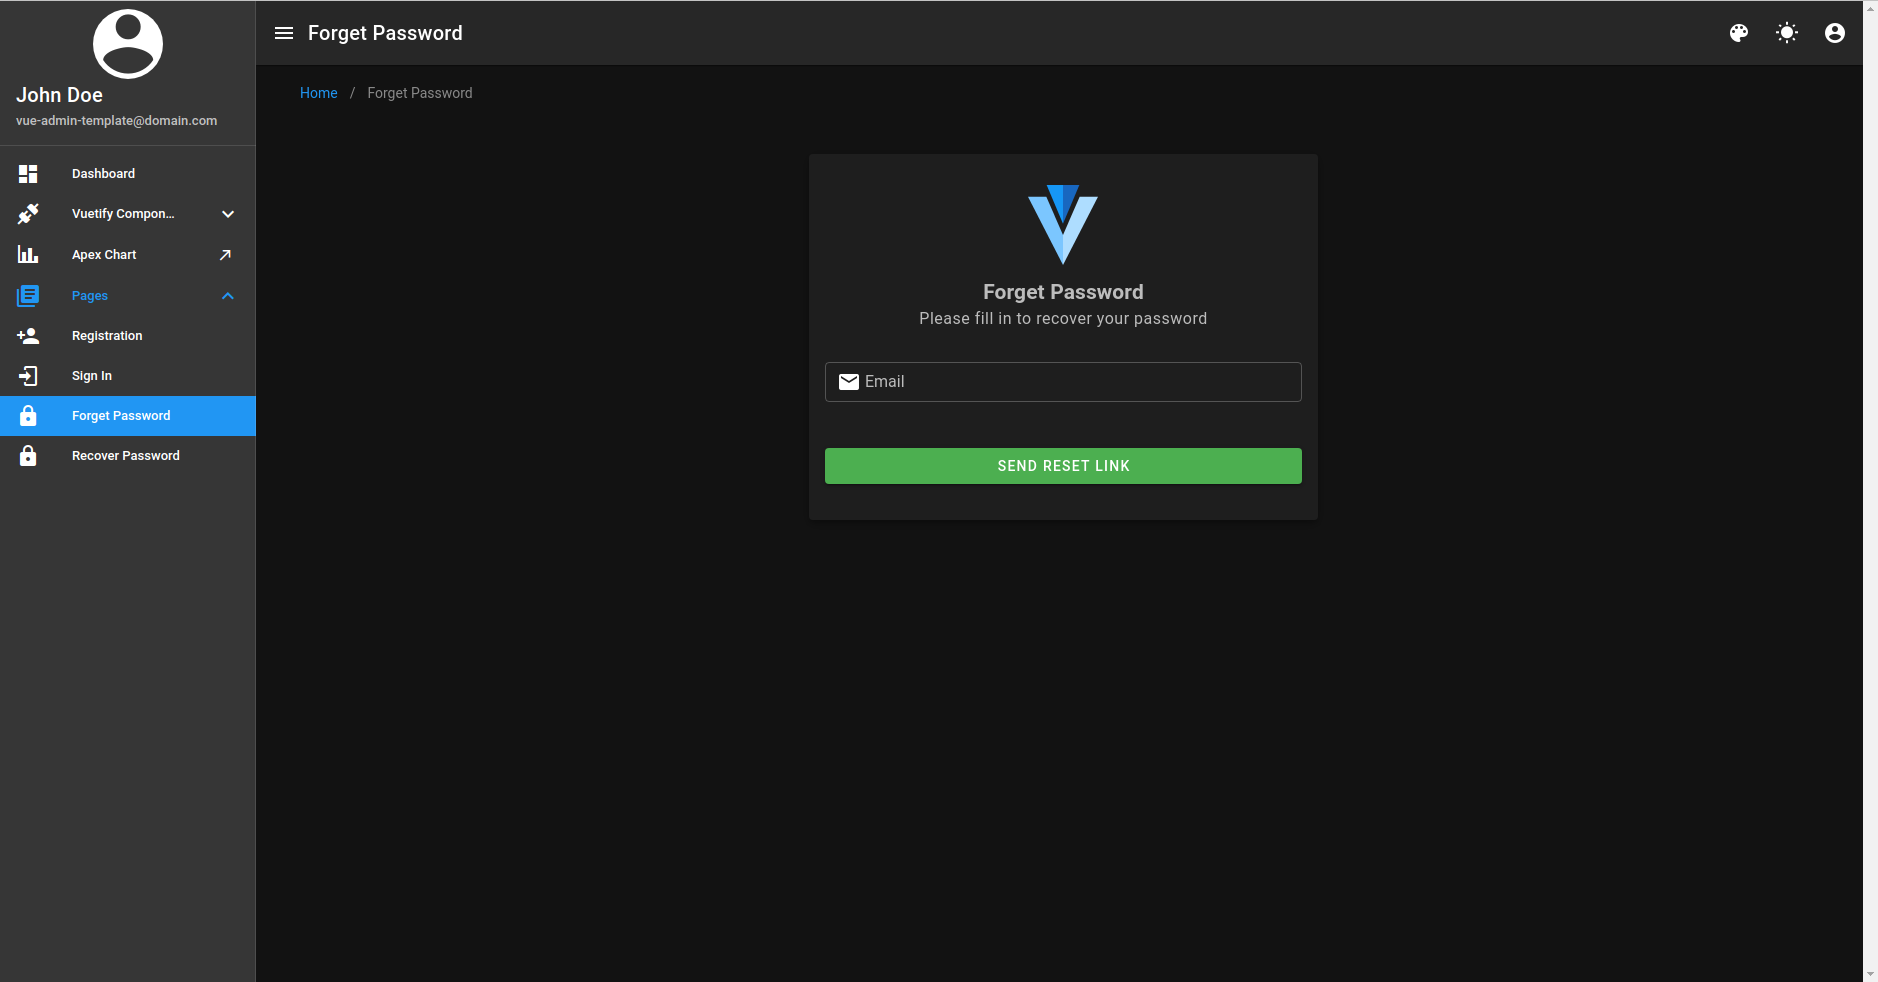 John Doe
vue-admin-template@domain.com
Dashboard
Vuetify Compon...
Apex Chart
Pages
Registration
Sign In
Forget Password
Recover Password
Forget Password
Home / Forget Password
Forget Password
Please fill in to recover your password
Email
SEND RESET LINK